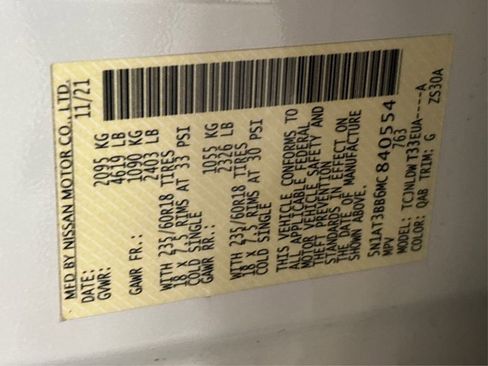 MFD BY NISSAN MOTOR CO., LTD.
DATE: 11/21
GVWR: 2095 KG
4619 LB
GAWR FR.: 1090 KG
2403 LB
WITH 235/60R18 TIRES
18 X 7.5 RIMS AT 33 PSI
COLD SINGLE
GAWR RR.: 1055 KG
2326 LB
WITH 235/60R18 TIRES
18 X 7.5 RIMS AT 30 PSI
COLD SINGLE
THIS VEHICLE CONFORMS TO
ALL APPLICABLE FEDERAL
MOTOR VEHICLE SAFETY AND
THEFT PREVENTION
STANDARDS IN EFFECT ON
THE DATE OF MANUFACTURE
SHOWN ABOVE.
5N1AT3BB6MC840554
MPV 763
MODEL: TCJNLDWT33EUA----A
COLOR: QAB TRIM: G ZS30A